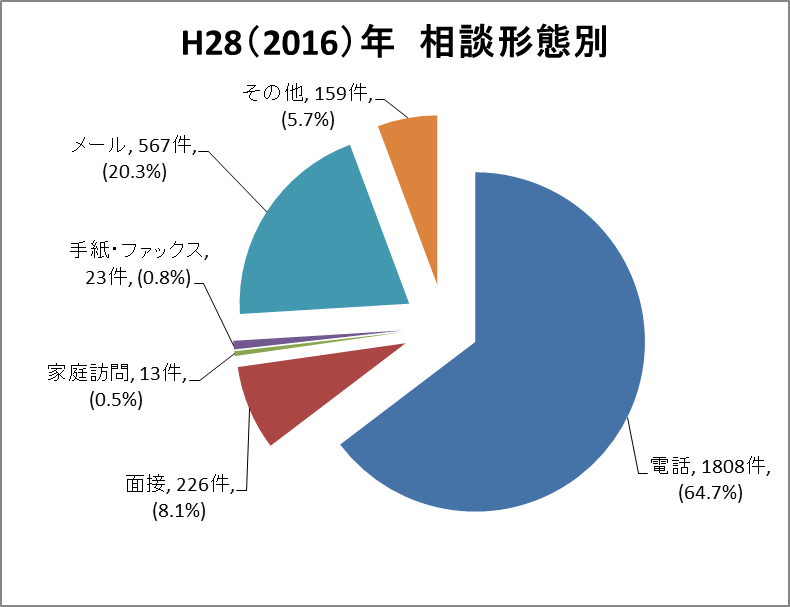 H28（2016）年　相談形態別
その他, 159件,
(5.7%)
メール, 567件,
(20.3%)
手紙・ファックス,
23件, (0.8%)
家庭訪問, 13件,
(0.5%)
面接, 226件,
(8.1%)
電話, 1808件,
(64.7%)